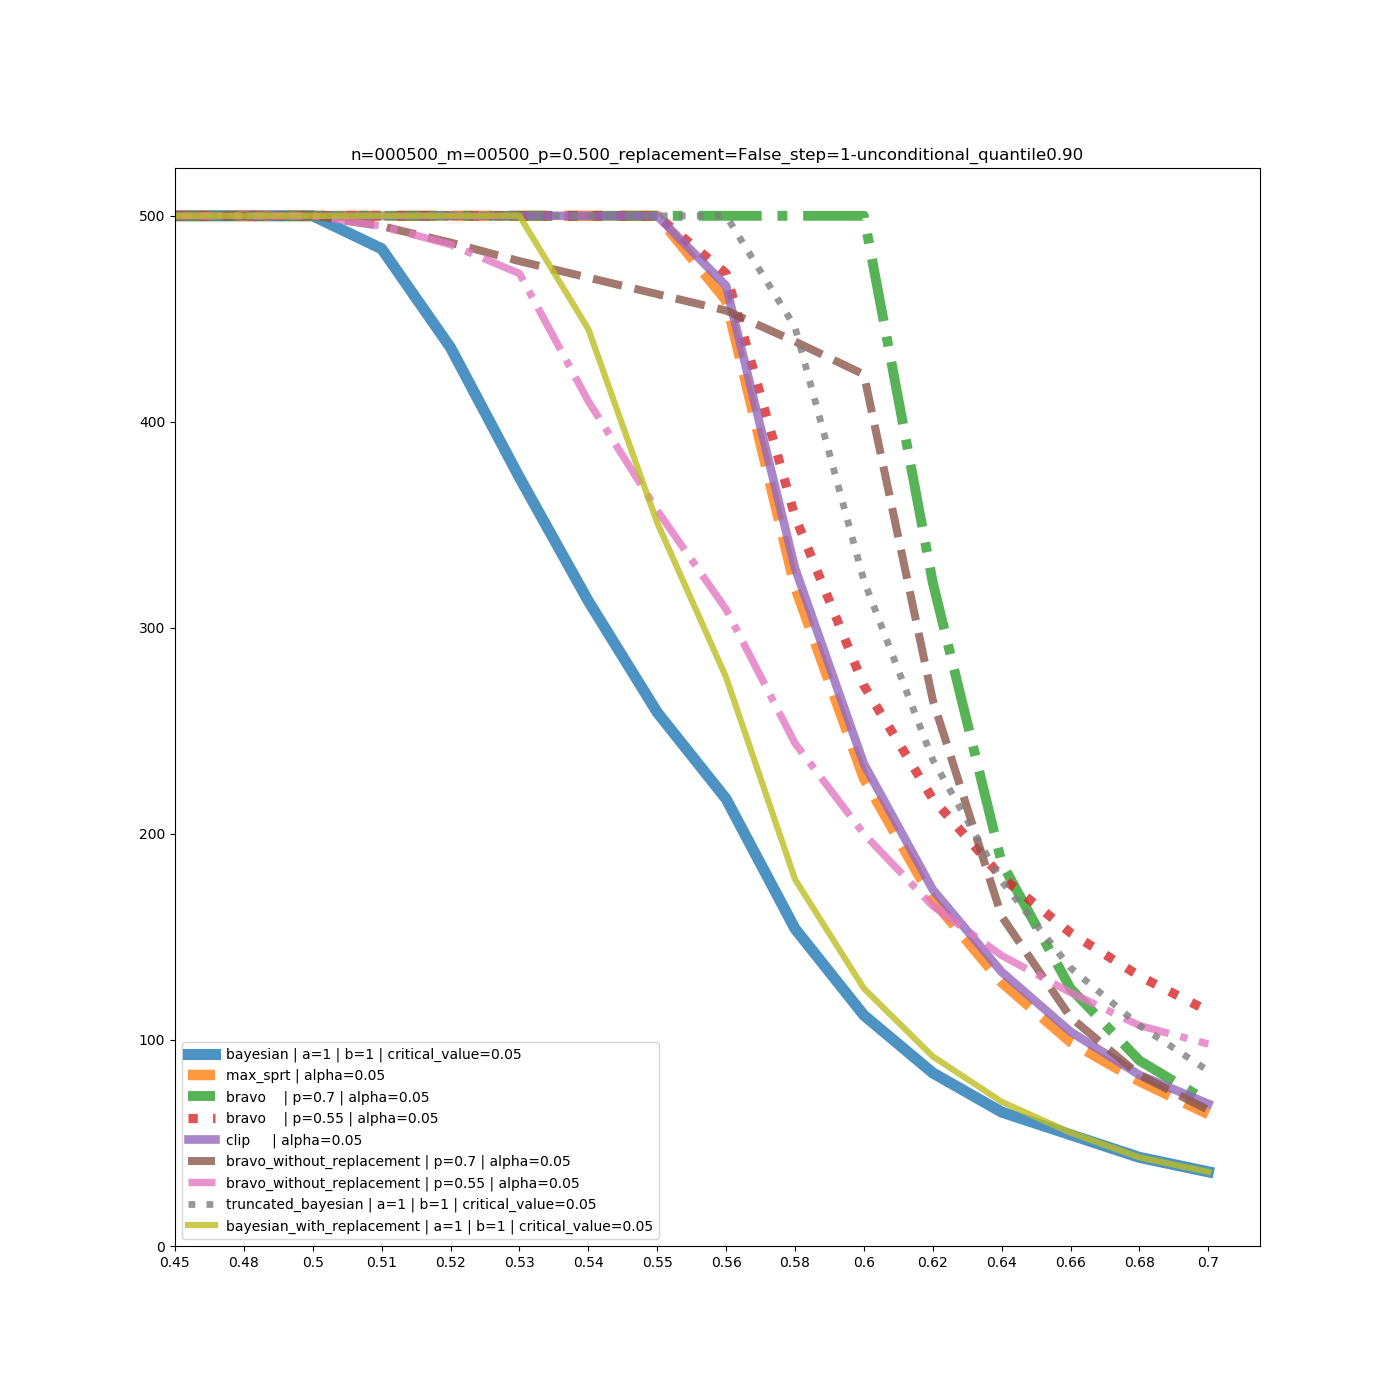 n=000500_m=00500_p=0.500_replacement=False_step=1-unconditional_quantile0.90
500
400
300
200
100
0
bayesian | a=1 | b=1 | critical_value=0.05
max_sprt | alpha=0.05
bravo | p=0.7 | alpha=0.05
bravo | p=0.55 | alpha=0.05
clip | alpha=0.05
bravo_without_replacement | p=0.7 | alpha=0.05
bravo_without_replacement | p=0.55 | alpha=0.05
truncated_bayesian | a=1 | b=1 | critical_value=0.05
bayesian_with_replacement | a=1 | b=1 | critical_value=0.05
0.45 0.48 0.5 0.51 0.52 0.53 0.54 0.55 0.56 0.58 0.6 0.62 0.64 0.66 0.68 0.7